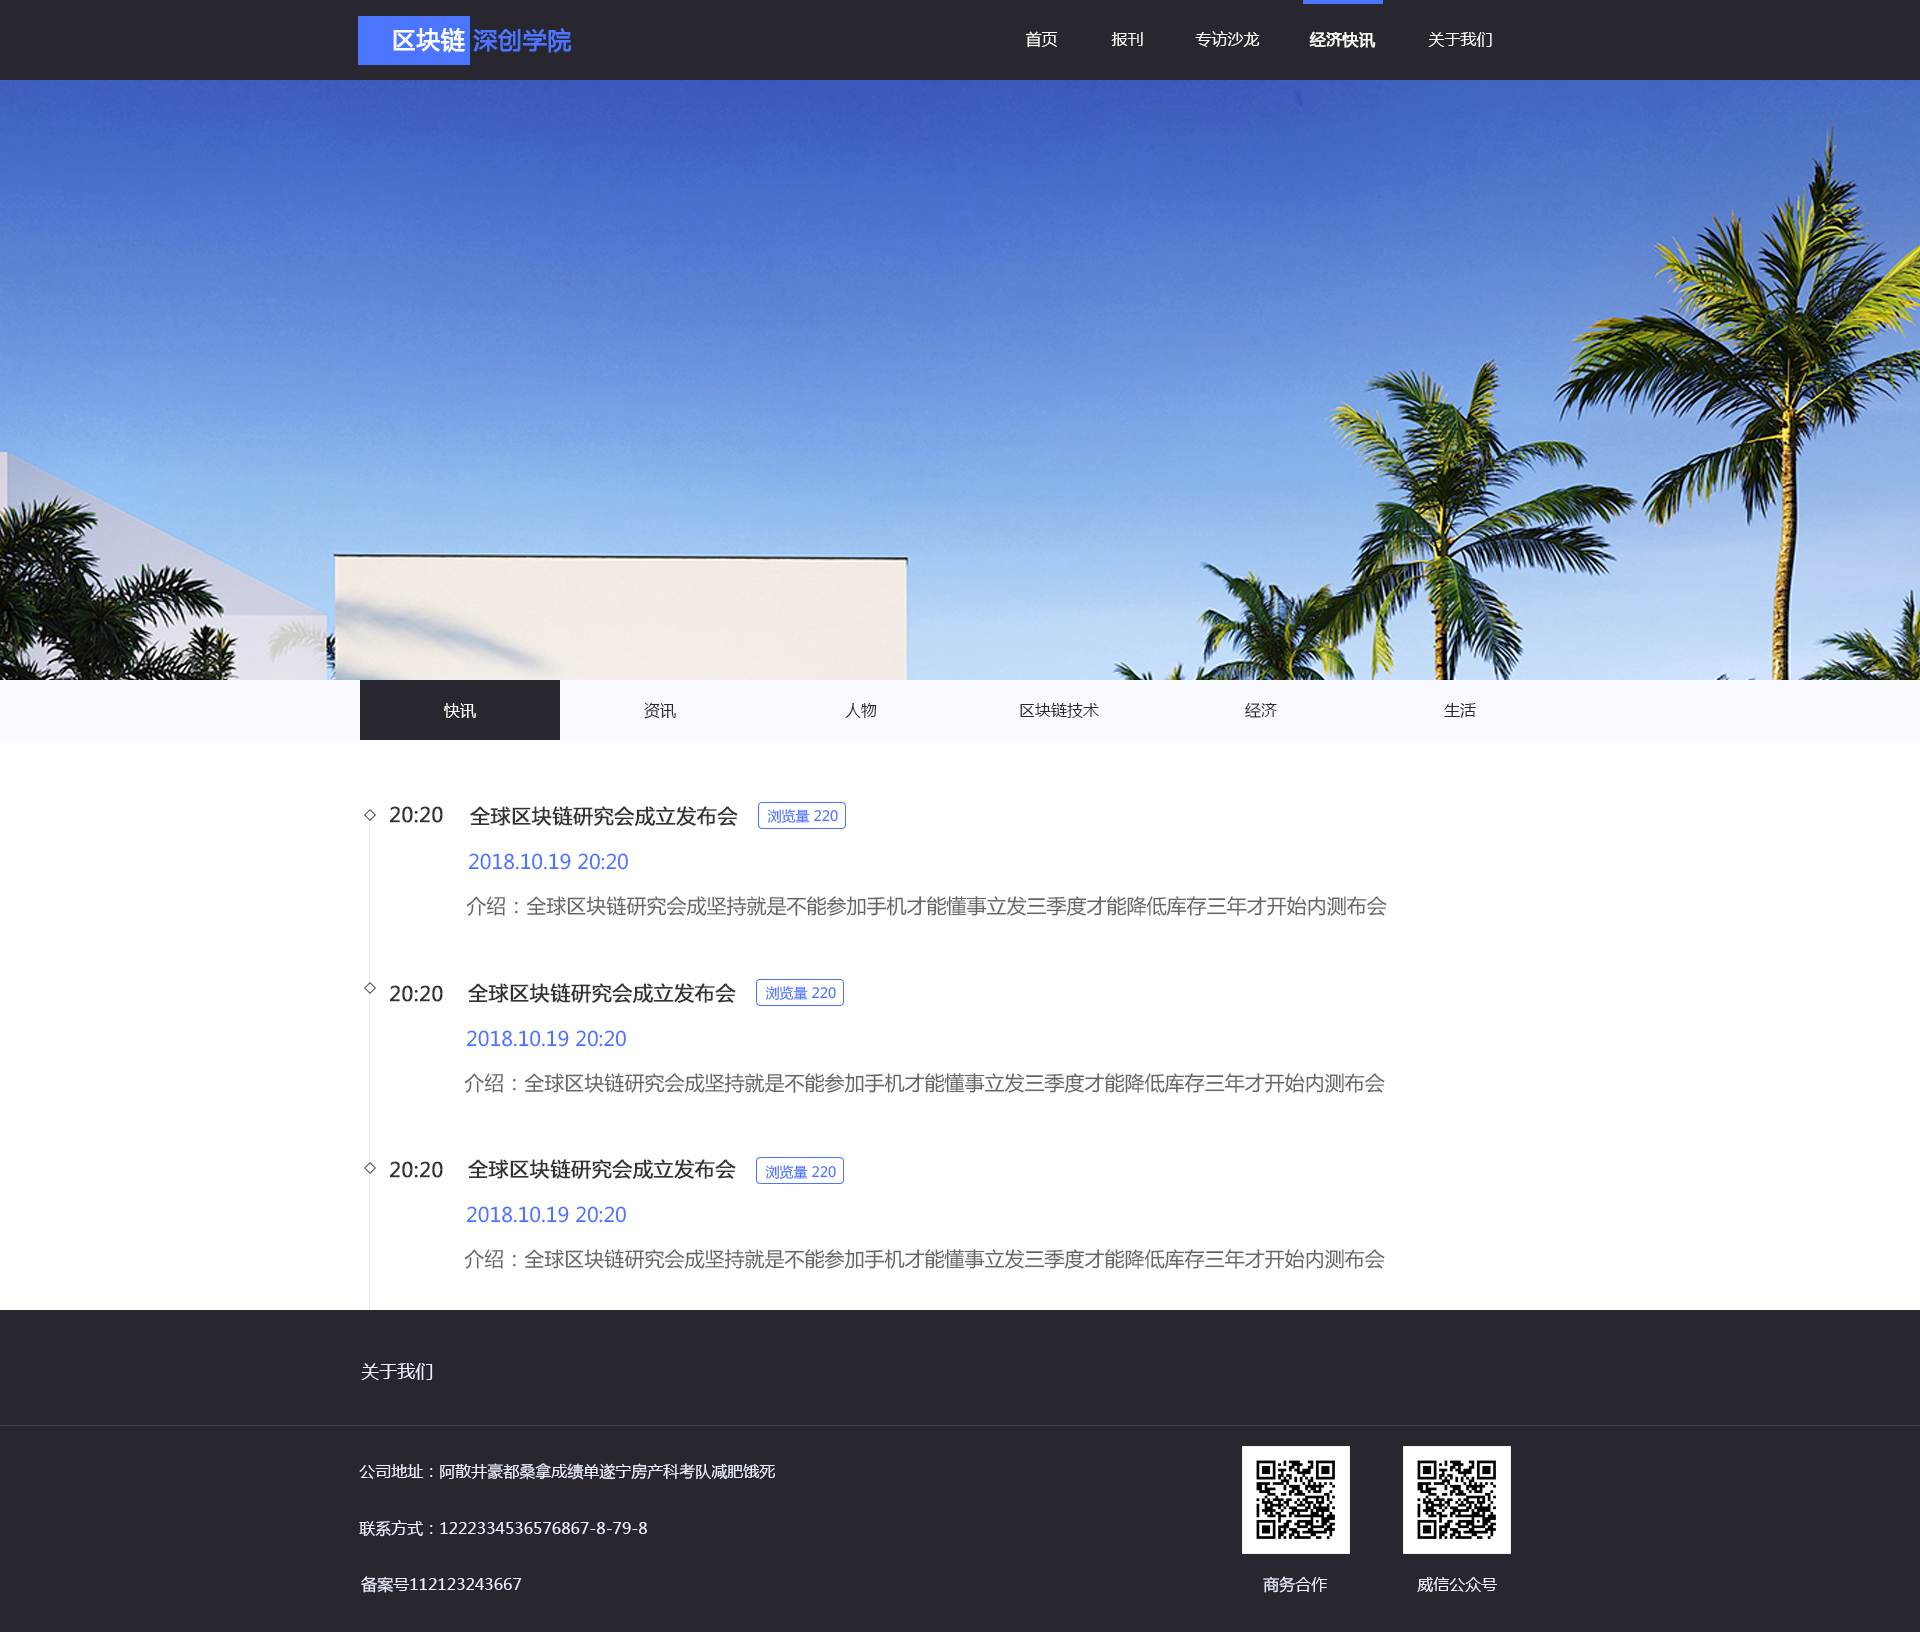 区块链 深创学院
首页 报刊 专访沙龙 经济快讯 关于我们
快讯 资讯 人物 区块链技术 经济 生活
20:20 全球区块链研究会成立发布会 浏览量 220
2018.10.19 20:20
介绍：全球区块链研究会成坚持就是不能参加手机才能懂事立发三季度才能降低库存三年才开始内测布会
20:20 全球区块链研究会成立发布会 浏览量 220
2018.10.19 20:20
介绍：全球区块链研究会成坚持就是不能参加手机才能懂事立发三季度才能降低库存三年才开始内测布会
20:20 全球区块链研究会成立发布会 浏览量 220
2018.10.19 20:20
介绍：全球区块链研究会成坚持就是不能参加手机才能懂事立发三季度才能降低库存三年才开始内测布会
关于我们
公司地址：阿散井豪都桑拿成绩单遂宁房产科考队减肥饿死
联系方式：1222334536576867-8-79-8
备案号112123243667
商务合作 威信公众号